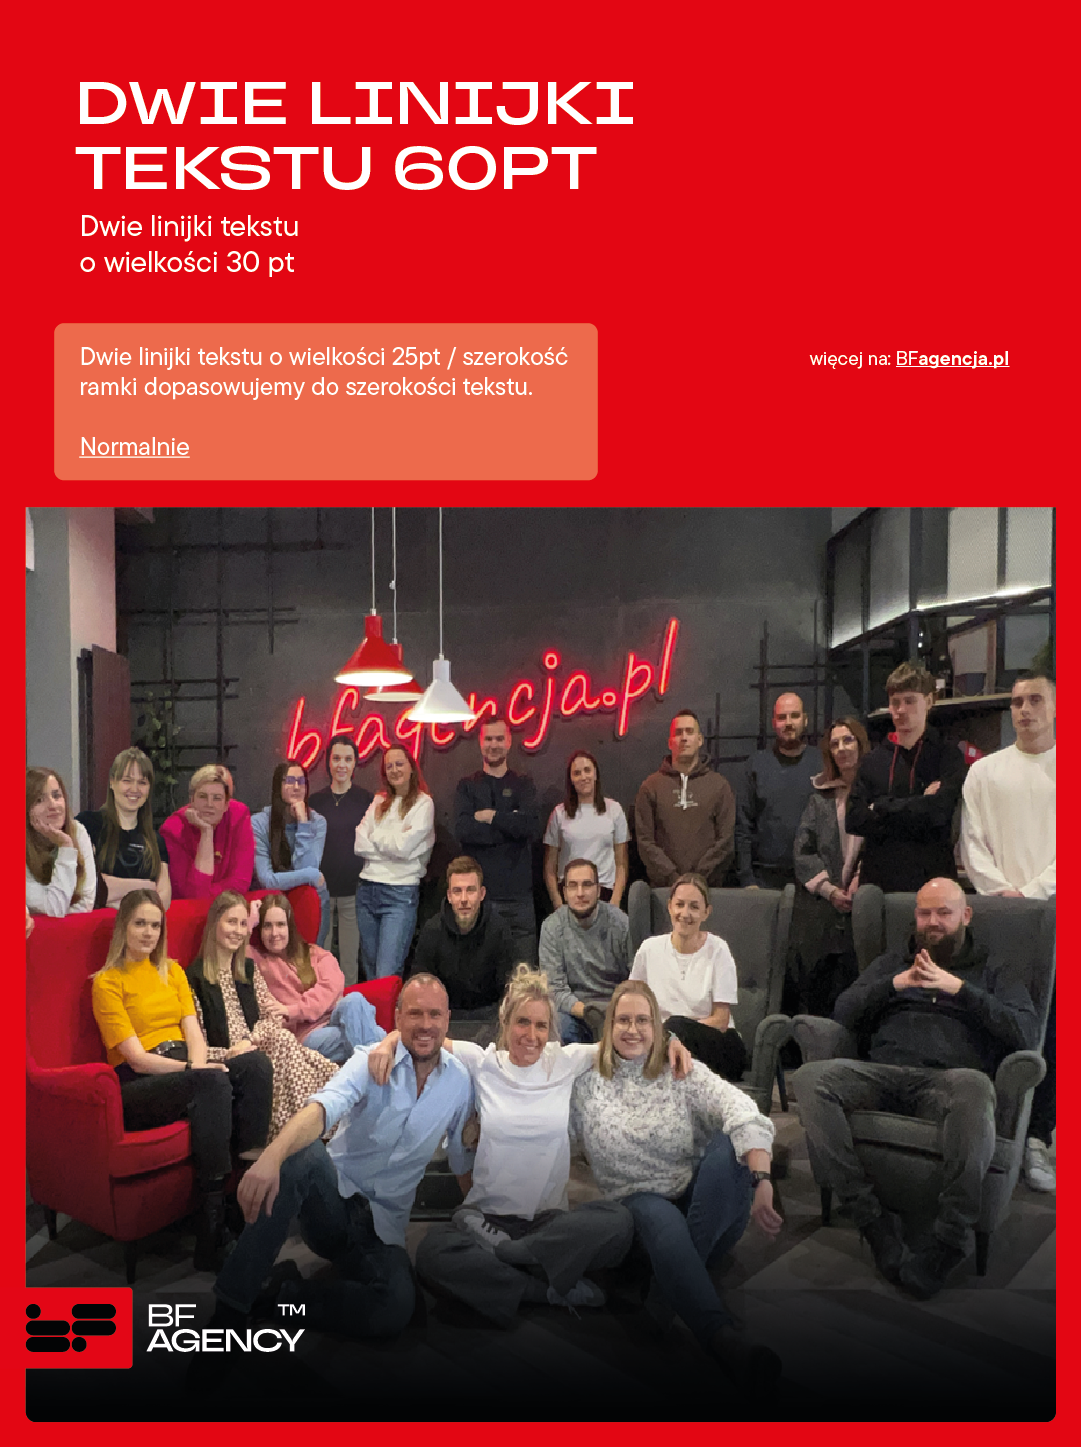 DWIE LINIJKI
TEKSTU 60PT
Dwie linijki tekstu
o wielkości 30 pt
Dwie linijki tekstu o wielkości 25pt / szerokość
ramki dopasowujemy do szerokości tekstu.
Normalnie
więcej na: BFagencja.pl
bfagencja.pl
BF TM
AGENCY